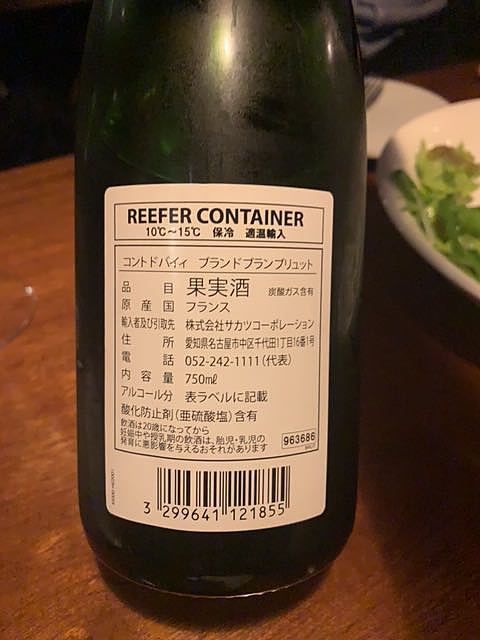 REEFER CONTAINER
10℃～15℃ 保冷 適温輸入
コントドバイィ ブランドブランブリュット
品目 果実酒 炭酸ガス含有
原産国 フランス
輸入者及び引取先 株式会社サカツコーポレーション
住所 愛知県名古屋市中区千代田1丁目16番1号
電話 052-242-1111(代表)
内容量 750㎖
アルコール分 表ラベルに記載
酸化防止剤(亜硫酸塩)含有
飲酒は20歳になってから
妊娠中や授乳期の飲酒は、胎児・乳児の
発育に悪影響を与えるおそれがあります
963686
3 299641 121855